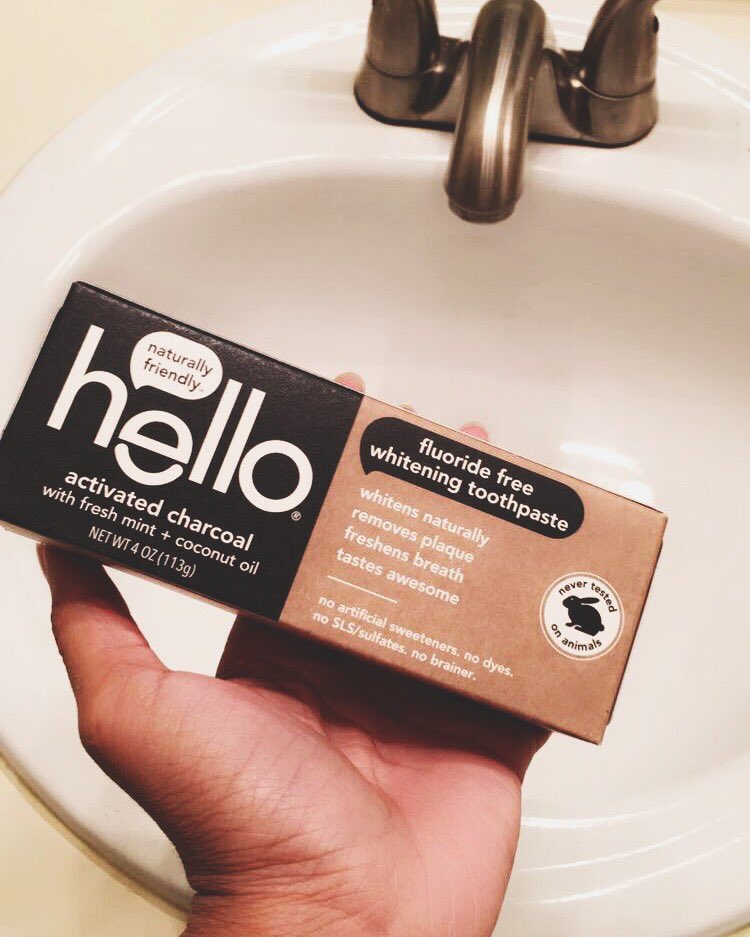 naturally
friendly™
hello®
activated charcoal
with fresh mint + coconut oil
NET WT 4 OZ (113g)
fluoride free
whitening toothpaste
whitens naturally
removes plaque
freshens breath
tastes awesome
no artificial sweeteners. no dyes.
no SLS/sulfates. no brainer.
never tested
on animals